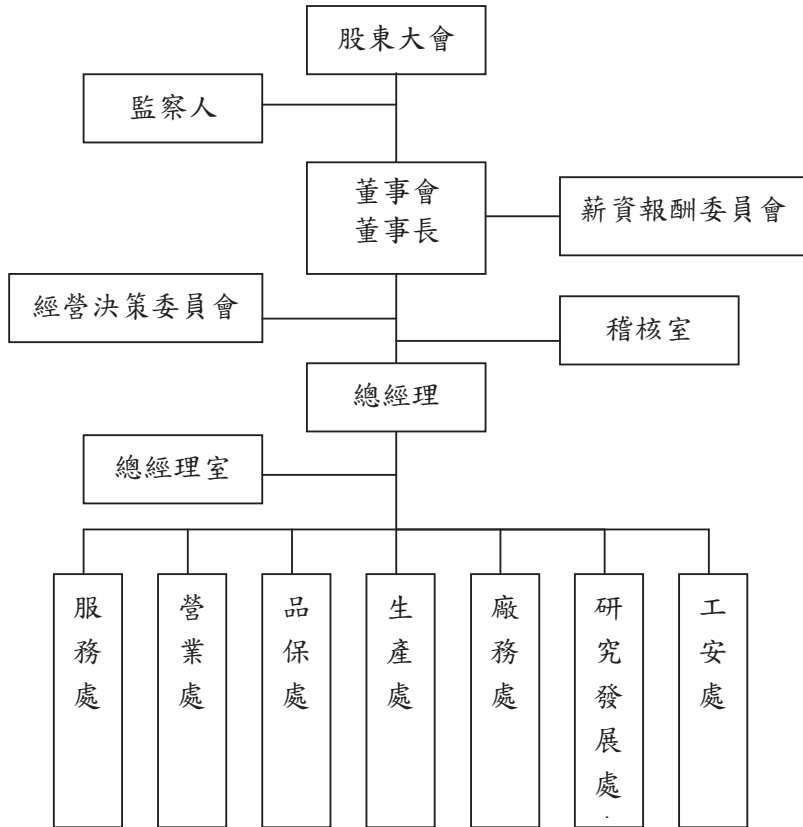 股東大會
監察人
董事會
董事長
薪資報酬委員會
經營決策委員會
稽核室
總經理
總經理室
服務處
營業處
品保處
生產處
廠務處
研究發展處
工安處